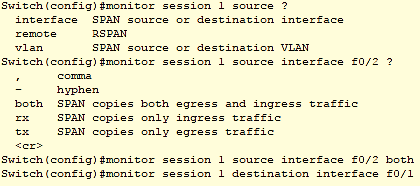 Switch(config)#monitor session 1 source ?
interface SPAN source or destination interface
remote RSPAN
vlan SPAN source or destination VLAN
Switch(config)#monitor session 1 source interface f0/2 ?
, comma
- hyphen
both SPAN copies both egress and ingress traffic
rx SPAN copies only ingress traffic
tx SPAN copies only egress traffic
<cr>
Switch(config)#monitor session 1 source interface f0/2 both
Switch(config)#monitor session 1 destination interface f0/1